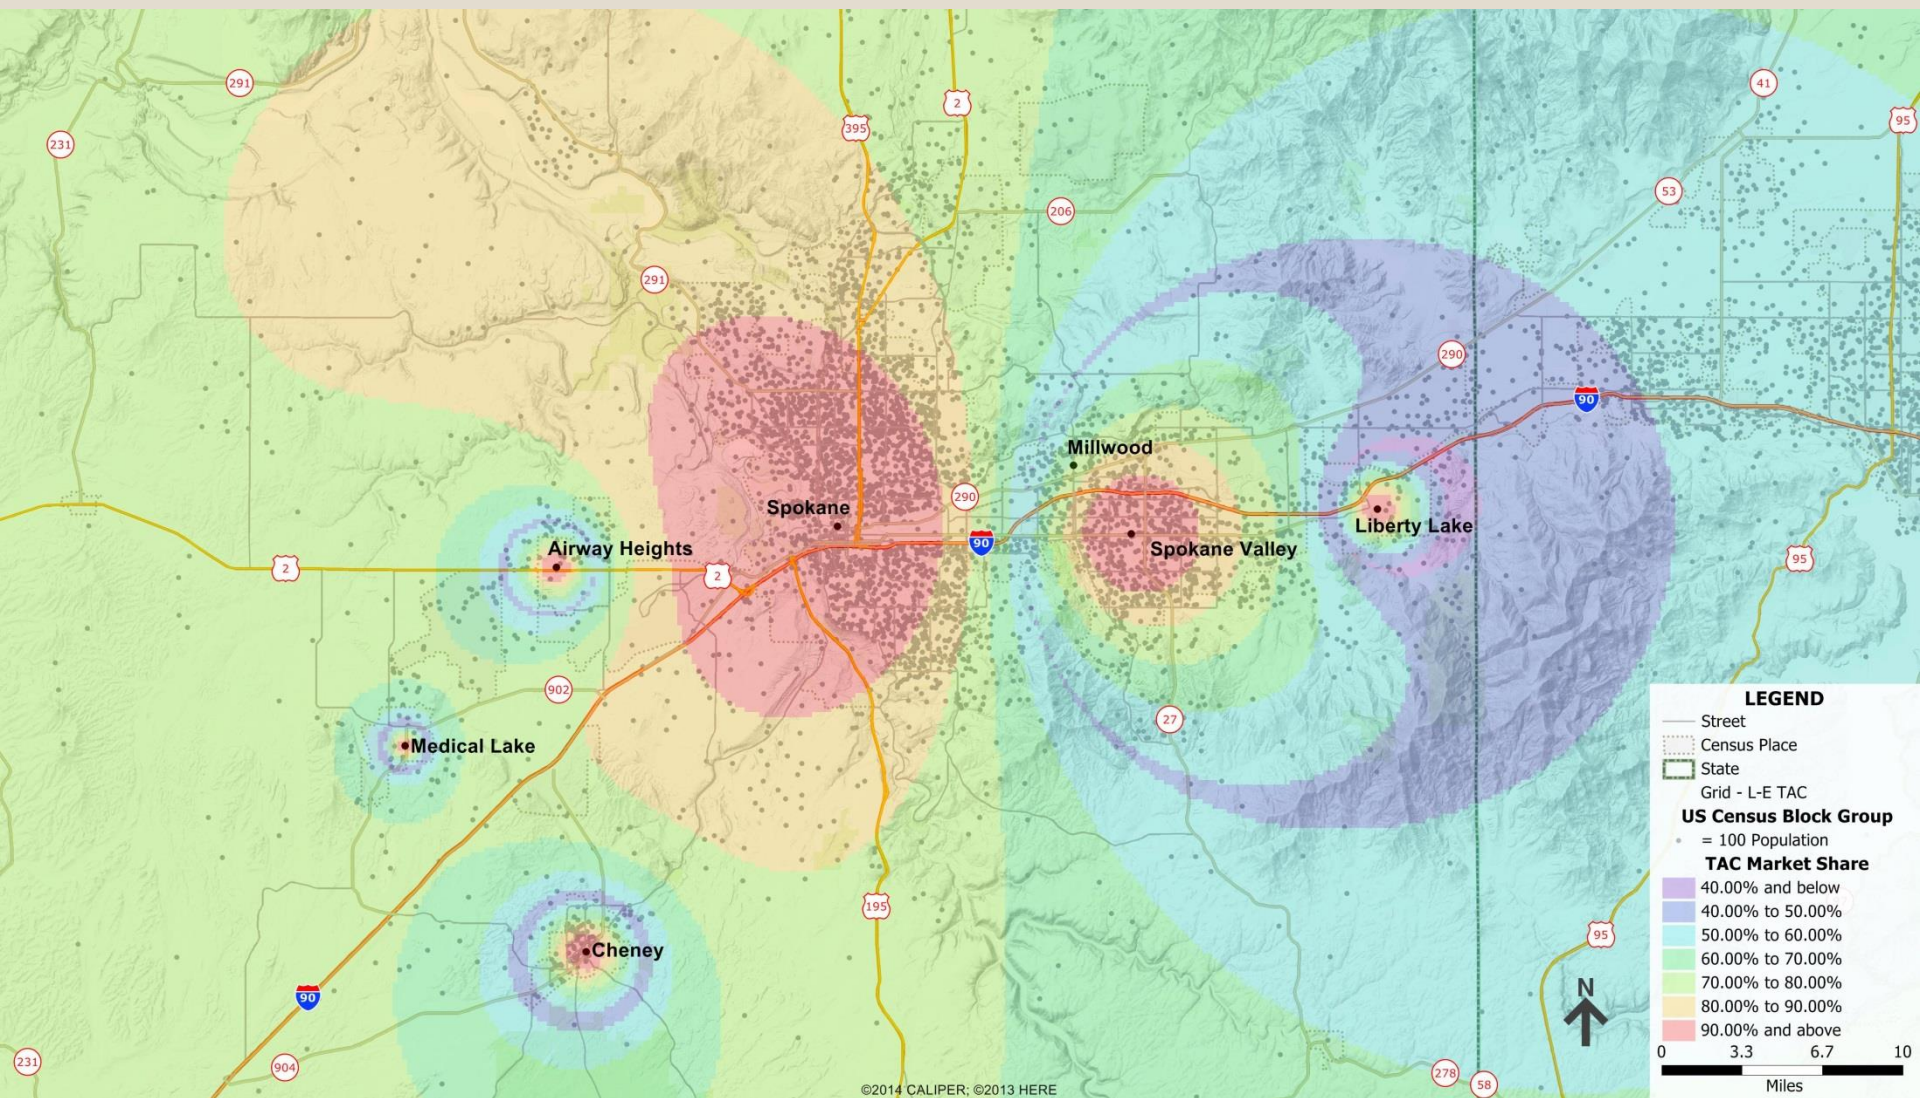 291
41
2
95
395
231
53
206
291
290
90
Millwood
290
Spokane
Liberty Lake
90
Airway Heights
Spokane Valley
2
2
95
902
LEGEND
Street
Census Place
State
Grid - L-E TAC
US Census Block Group
= 100 Population
TAC Market Share
40.00% and below
40.00% to 50.00%
50.00% to 60.00%
60.00% to 70.00%
70.00% to 80.00%
80.00% to 90.00%
90.00% and above
0 3.3 6.7 10
Miles
27
Medical Lake
195
95
Cheney
N
90
231
904
278
58
©2014 CALIPER; ©2013 HERE